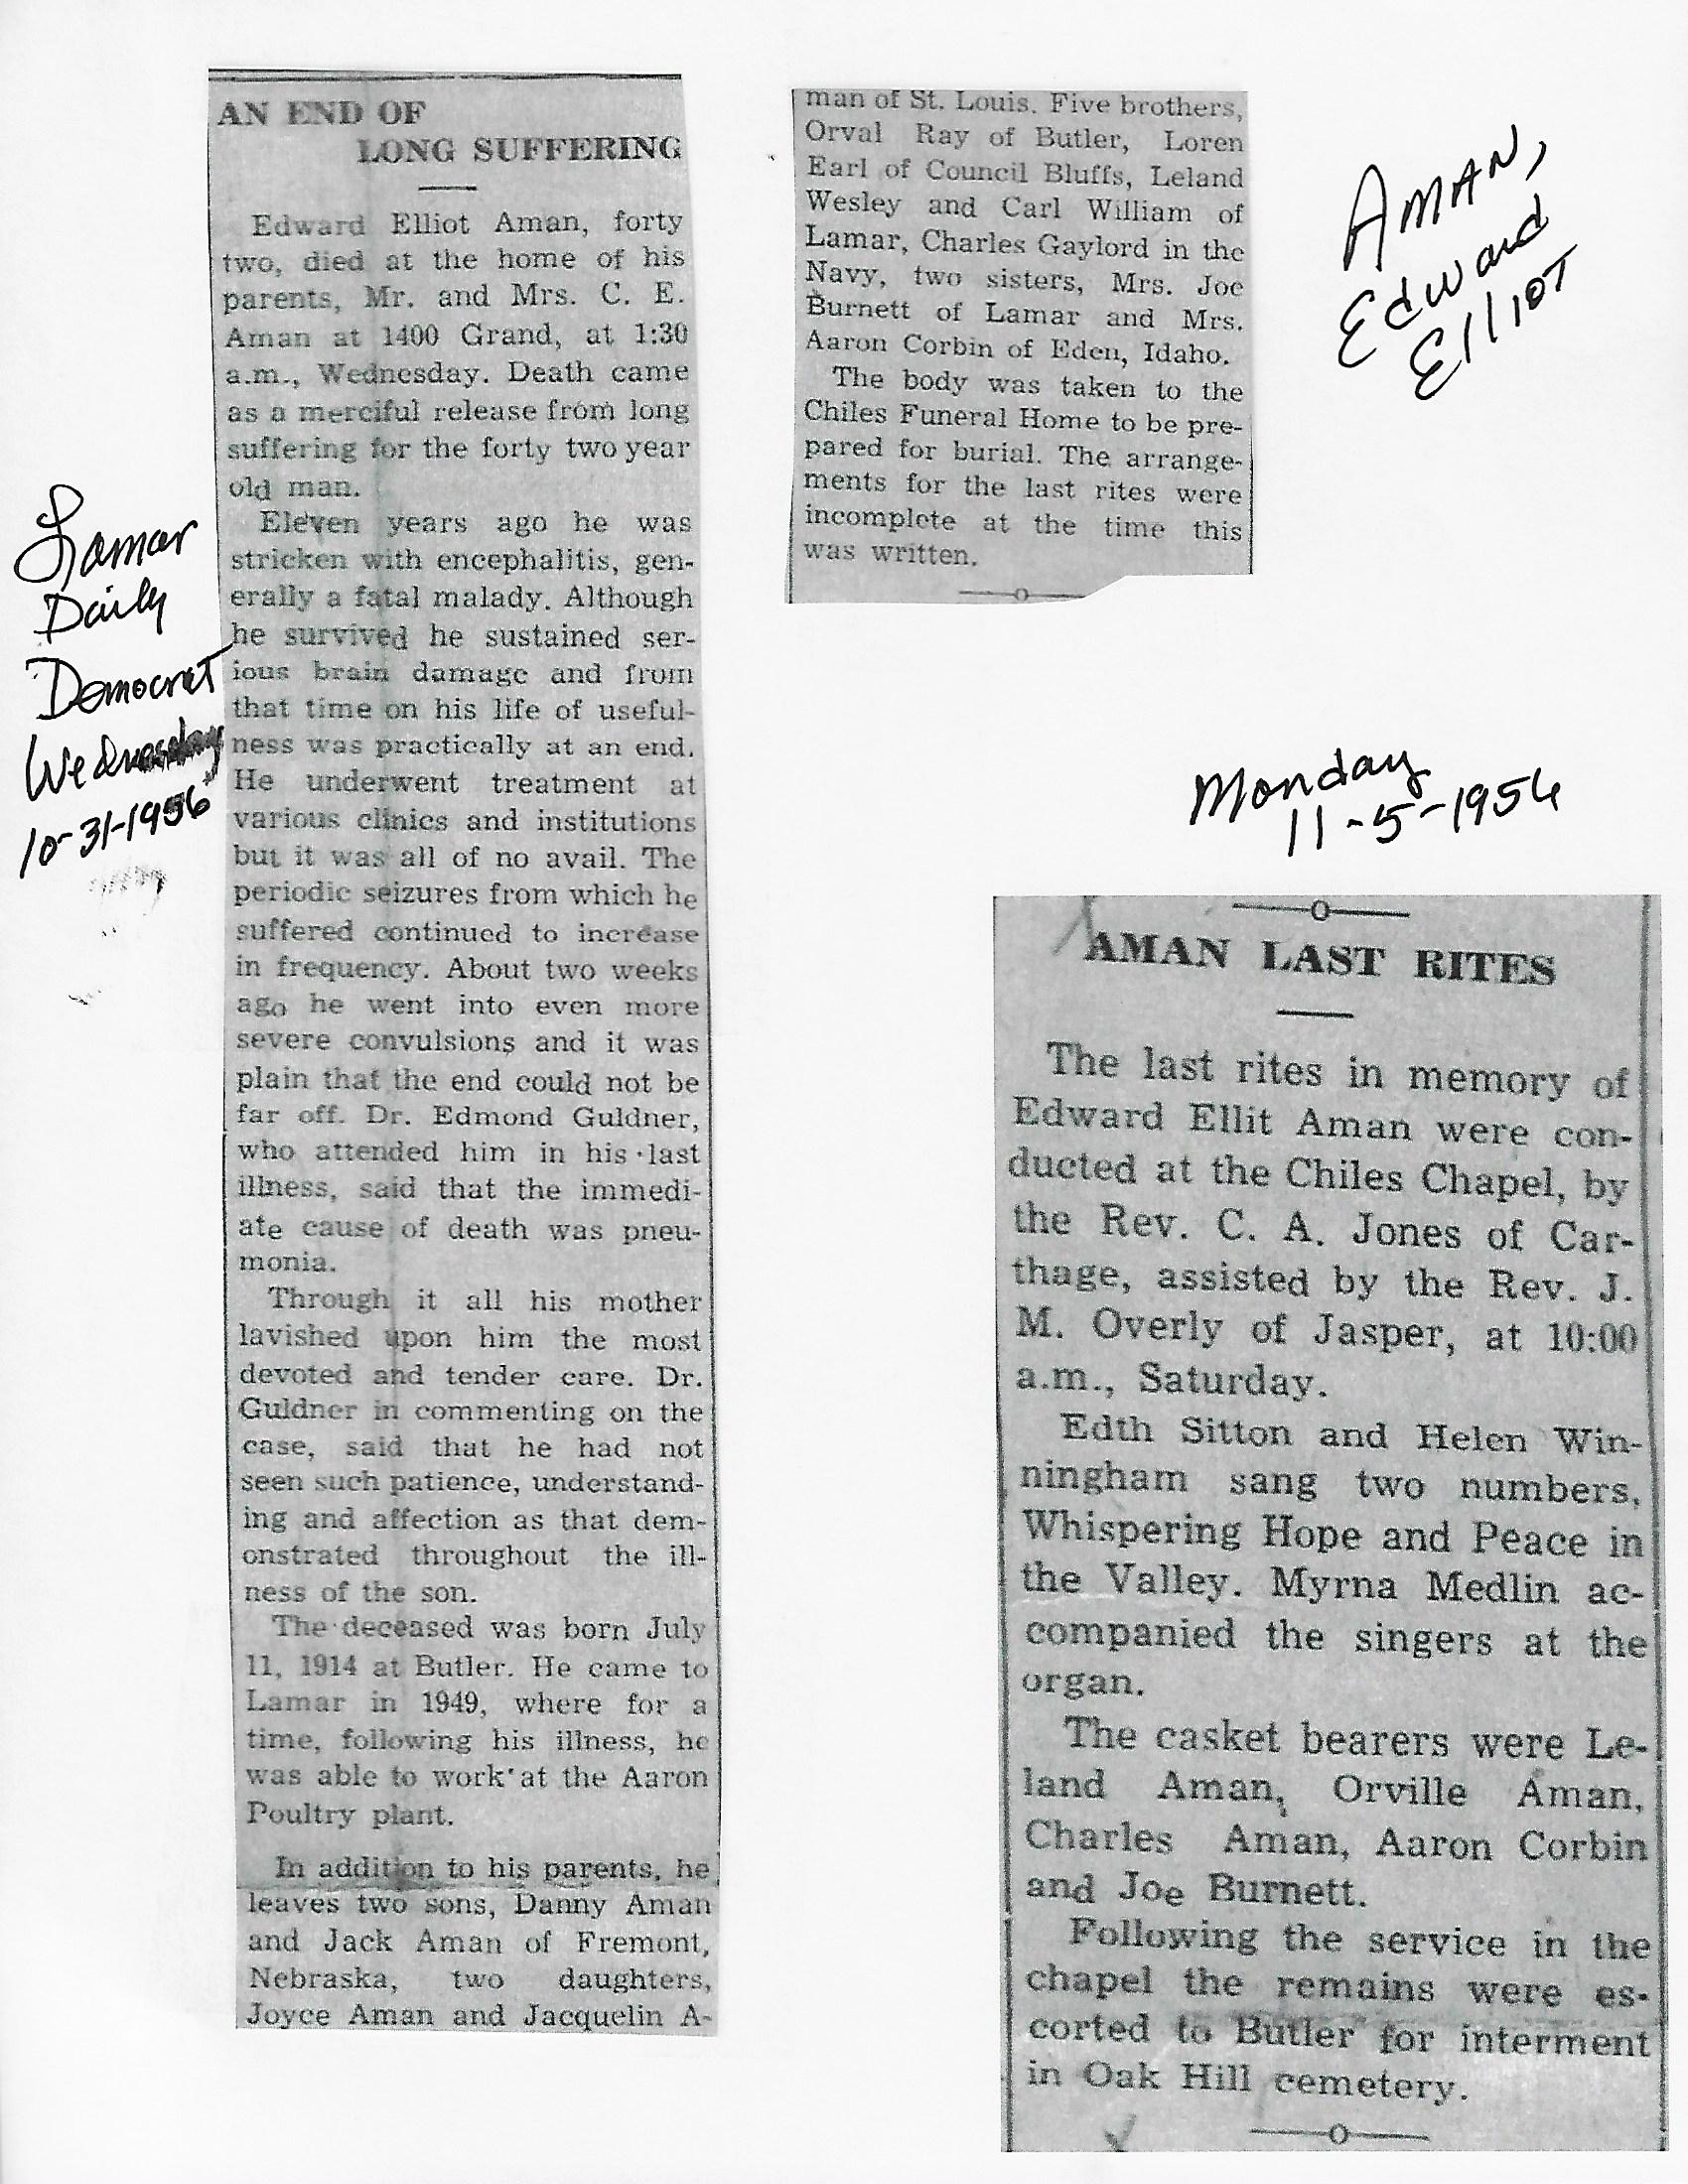 AN END OF
LONG SUFFERING
Edward Elliot Aman, forty
two, died at the home of his
parents, Mr. and Mrs. C. E.
Aman at 1400 Grand, at 1:30
a.m., Wednesday. Death came
as a merciful release from long
suffering for the forty two year
old man.
Eleven years ago he was
stricken with encephalitis, gen-
erally a fatal malady. Although
he survived he sustained ser-
ious brain damage and from
that time on his life of useful-
ness was practically at an end.
He underwent treatment at
various clinics and institutions
but it was all of no avail. The
periodic seizures from which he
suffered continued to increase
in frequency. About two weeks
ago he went into even more
severe convulsions and it was
plain that the end could not be
far off. Dr. Edmond Guldner,
who attended him in his last
illness, said that the immedi-
ate cause of death was pneu-
monia.
Through it all his mother
lavished upon him the most
devoted and tender care. Dr.
Guldner in commenting on the
case, said that he had not
seen such patience, understand-
ing and affection as that dem-
onstrated throughout the ill-
ness of the son.
The deceased was born July
11, 1914 at Butler. He came to
Lamar in 1949, where for a
time, following his illness, he
was able to work at the Aaron
Poultry plant.
In addition to his parents, he
leaves two sons, Danny Aman
and Jack Aman of Fremont,
Nebraska, two daughters,
Joyce Aman and Jacquelin A-
man of St. Louis. Five brothers,
Orval Ray of Butler, Loren
Earl of Council Bluffs, Leland
Wesley and Carl William of
Lamar, Charles Gaylord in the
Navy, two sisters, Mrs. Joe
Burnett of Lamar and Mrs.
Aaron Corbin of Eden, Idaho.
The body was taken to the
Chiles Funeral Home to be pre-
pared for burial. The arrange-
ments for the last rites were
incomplete at the time this
was written.
Lamar
Daily
Democrat
Wednesday
10-31-1956
AMAN,
Edward
Elliot
Monday
11-5-1956
AMAN LAST RITES
The last rites in memory of
Edward Ellit Aman were con-
ducted at the Chiles Chapel, by
the Rev. C. A. Jones of Car-
thage, assisted by the Rev. J.
M. Overly of Jasper, at 10:00
a.m., Saturday.
Edth Sitton and Helen Win-
ningham sang two numbers,
Whispering Hope and Peace in
the Valley. Myrna Medlin ac-
companied the singers at the
organ.
The casket bearers were Le-
land Aman, Orville Aman,
Charles Aman, Aaron Corbin
and Joe Burnett.
Following the service in the
chapel the remains were es-
corted to Butler for interment
in Oak Hill cemetery.